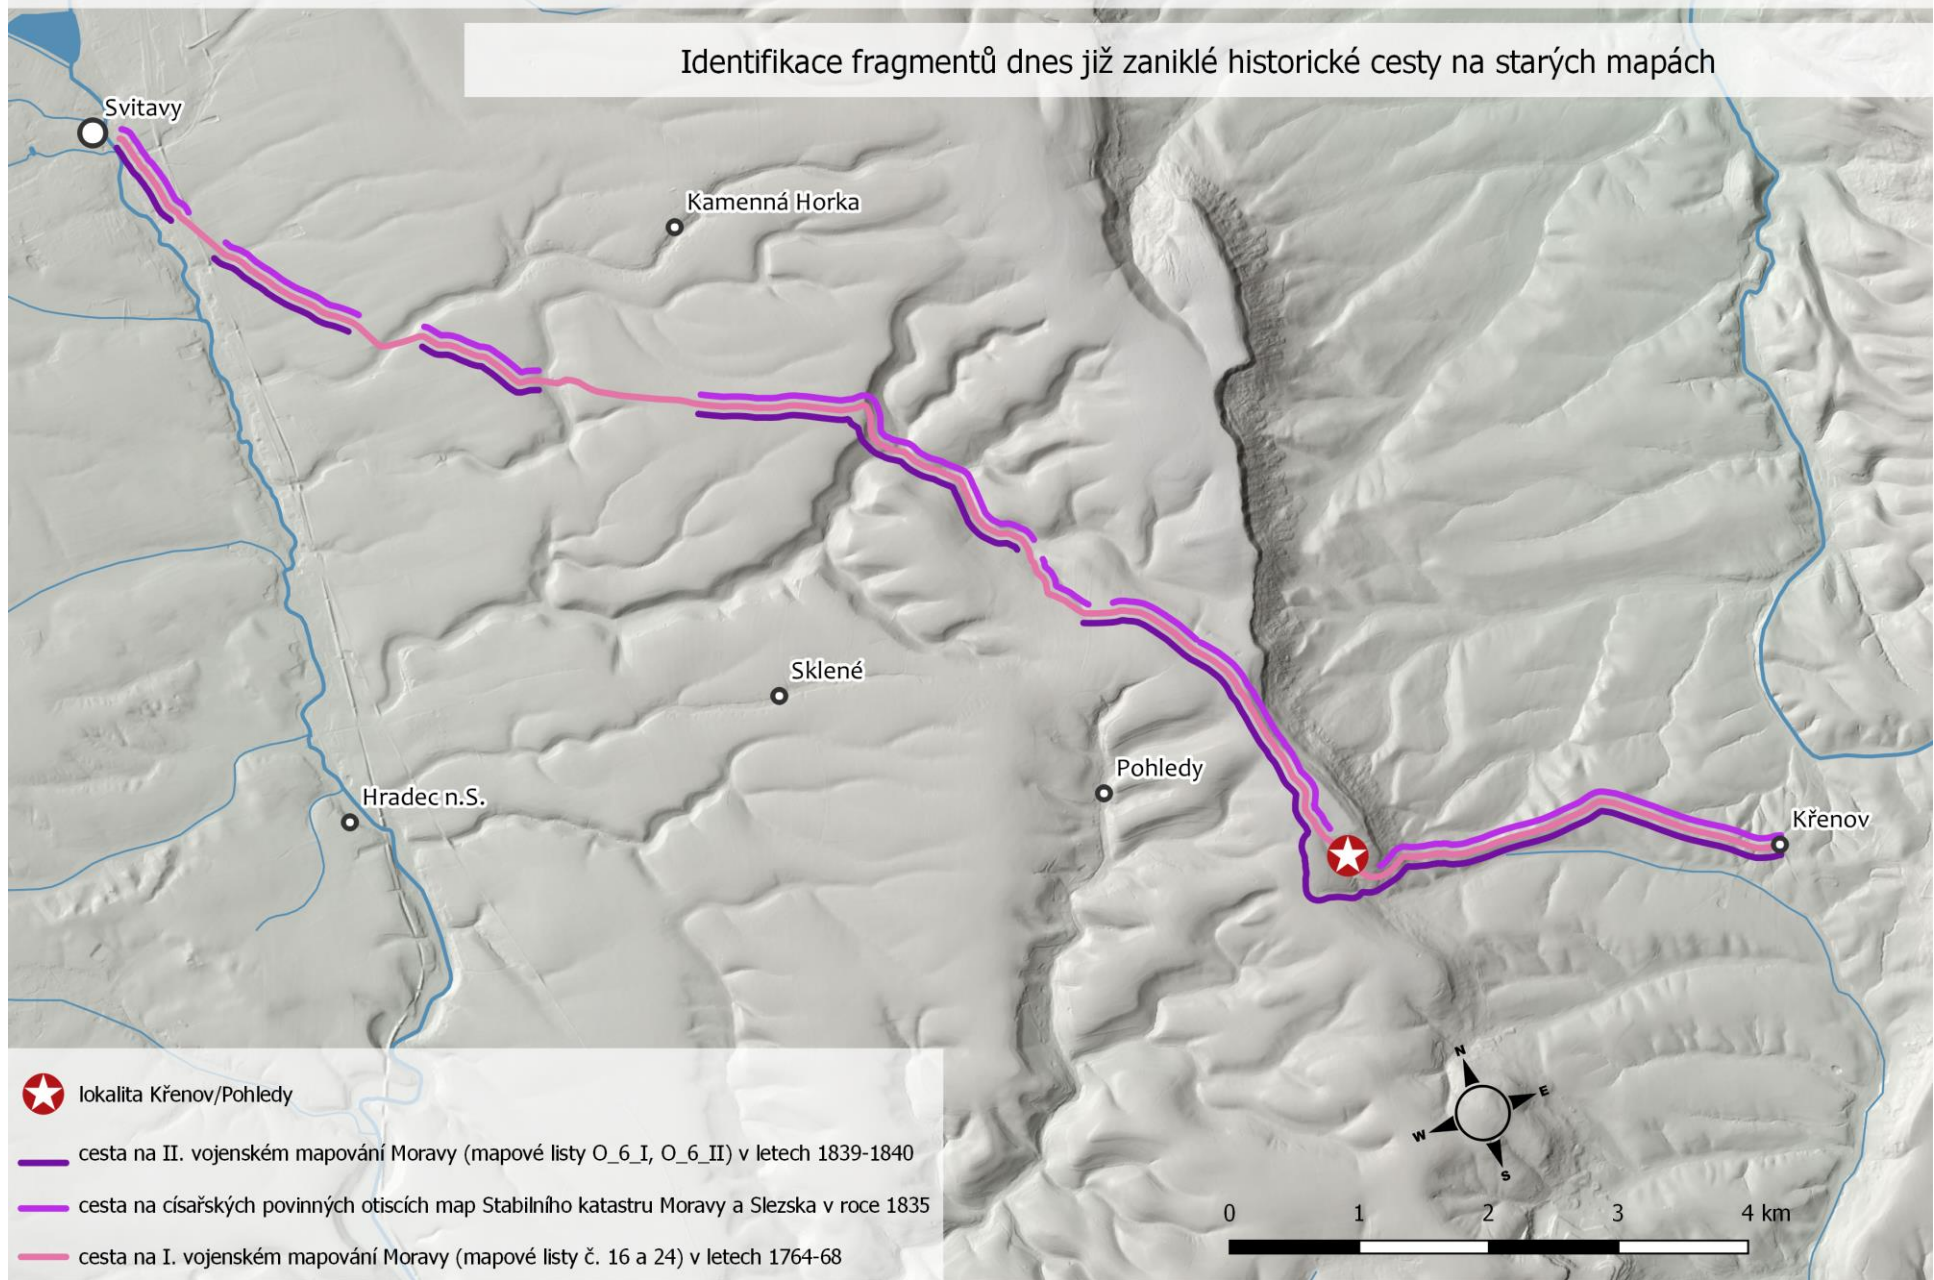 Identifikace fragmentů dnes již zaniklé historické cesty na starých mapách
Svitavy
Kamenná Horka
Sklené
Pohledy
Hradec n.S.
Křenov
N
E
W
S
lokalita Křenov/Pohledy
cesta na II. vojenském mapování Moravy (mapové listy O_6_I, O_6_II) v letech 1839-1840
cesta na císařských povinných otiscích map Stabilního katastru Moravy a Slezska v roce 1835
cesta na I. vojenském mapování Moravy (mapové listy č. 16 a 24) v letech 1764-68
0 1 2 3 4 km